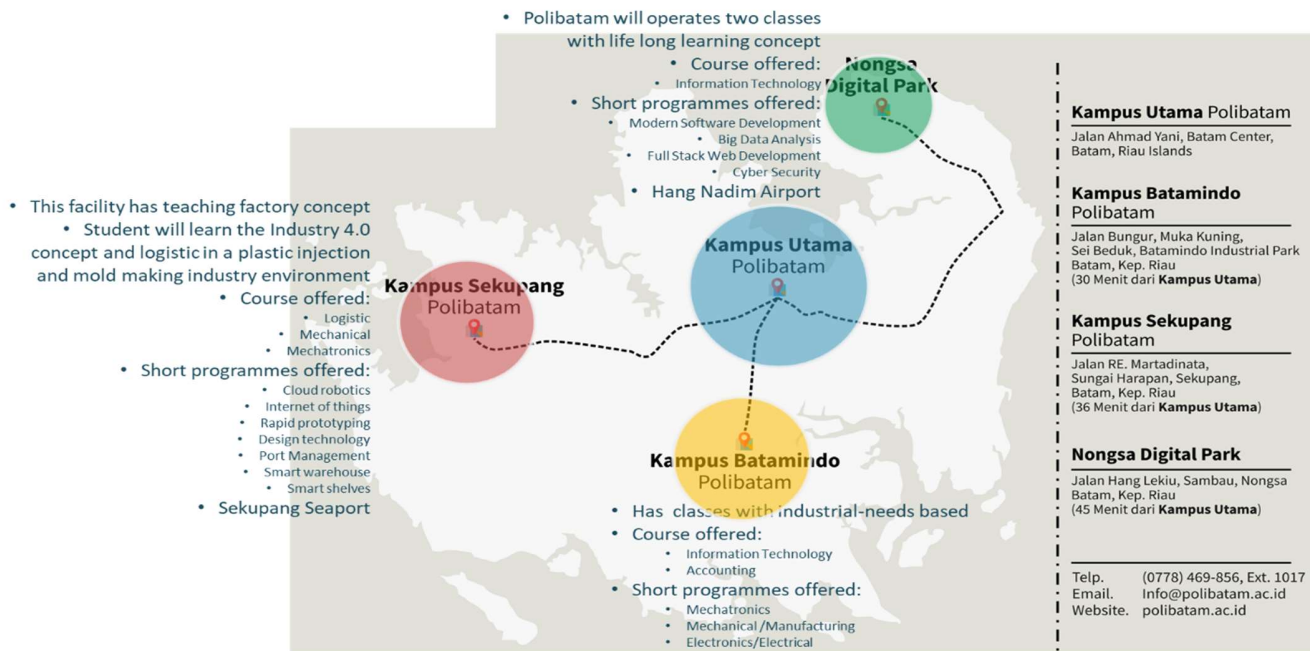 • Polibatam will operates two classes
with life long learning concept
• Course offered:
• Information Technology
• Short programmes offered:
• Modern Software Development
• Big Data Analysis
• Full Stack Web Development
• Cyber Security
• Hang Nadim Airport
Nongsa
Digital Park
• This facility has teaching factory concept
• Student will learn the Industry 4.0
concept and logistic in a plastic injection
and mold making industry environment
• Course offered:
• Logistic
• Mechanical
• Mechatronics
• Short programmes offered:
• Cloud robotics
• Internet of things
• Rapid prototyping
• Design technology
• Port Management
• Smart warehouse
• Smart shelves
• Sekupang Seaport
Kampus Sekupang
Polibatam
Kampus Utama
Polibatam
Kampus Batamindo
Polibatam
• Has classes with industrial-needs based
• Course offered:
• Information Technology
• Accounting
• Short programmes offered:
• Mechatronics
• Mechanical /Manufacturing
• Electronics/Electrical
Kampus Utama Polibatam
Jalan Ahmad Yani, Batam Center,
Batam, Riau Islands
Kampus Batamindo
Polibatam
Jalan Bungur, Muka Kuning,
Sei Beduk, Batamindo Industrial Park
Batam, Kep. Riau
(30 Menit dari Kampus Utama)
Kampus Sekupang
Polibatam
Jalan RE. Martadinata,
Sungai Harapan, Sekupang,
Batam, Kep. Riau
(36 Menit dari Kampus Utama)
Nongsa Digital Park
Jalan Hang Lekiu, Sambau, Nongsa
Batam, Kep. Riau
(45 Menit dari Kampus Utama)
Telp. (0778) 469-856, Ext. 1017
Email. Info@polibatam.ac.id
Website. polibatam.ac.id